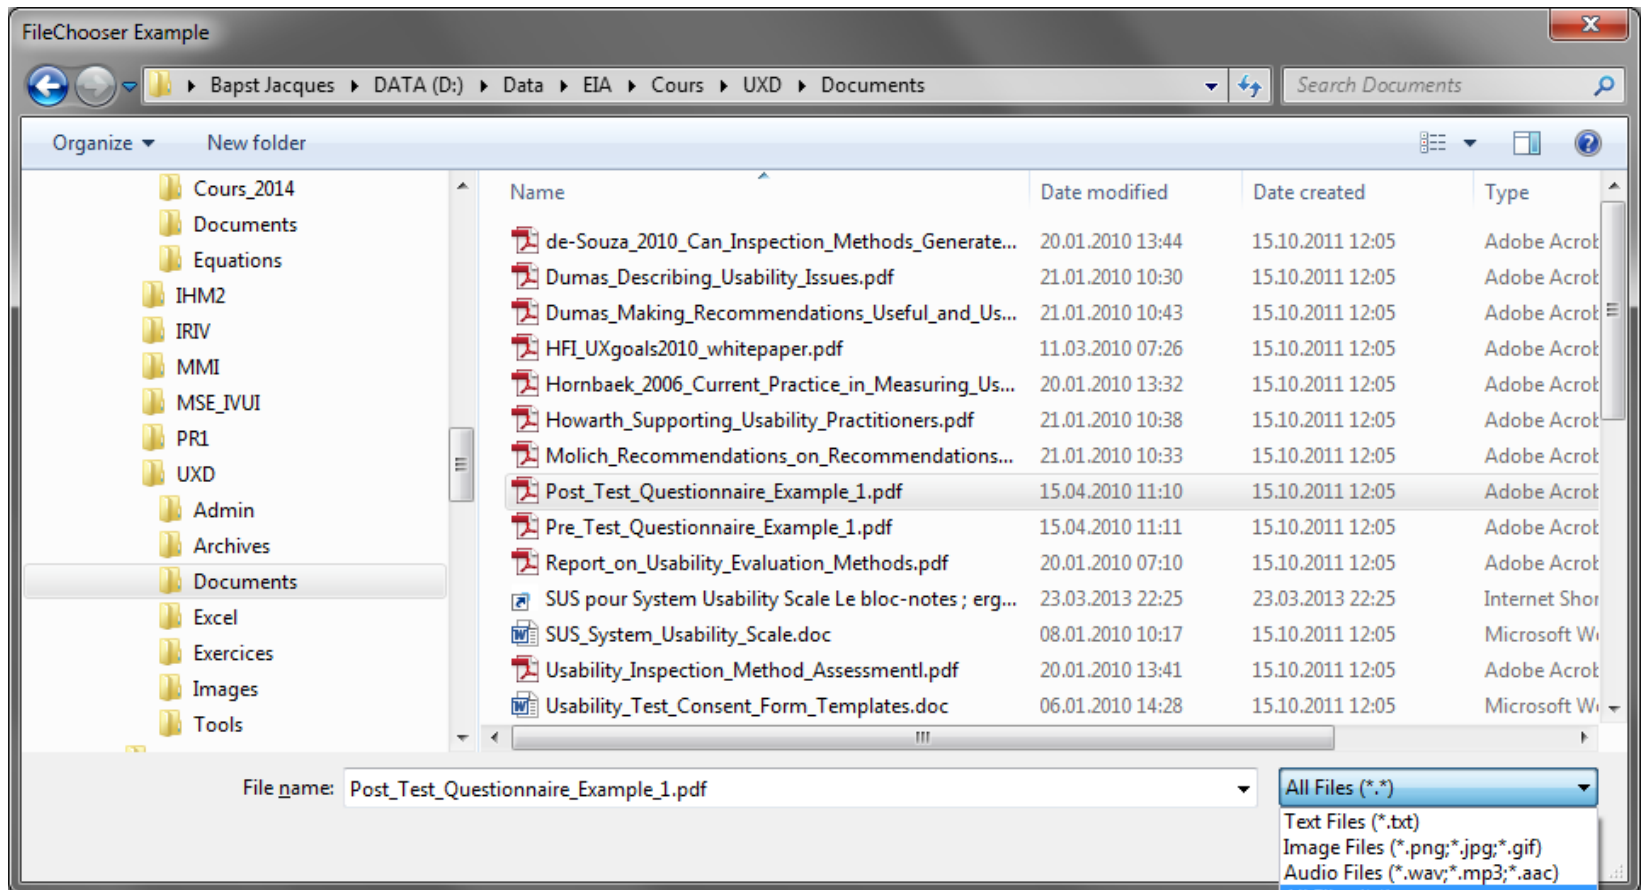 FileChooser Example
Bapst Jacques ▸ DATA (D:) ▸ Data ▸ EIA ▸ Cours ▸ UXD ▸ Documents
Search Documents
Organize New folder
Cours_2014
Documents
Equations
IHM2
IRIV
MMI
MSE_IVUI
PR1
UXD
Admin
Archives
Documents
Excel
Exercices
Images
Tools
Name Date modified Date created Type
de-Souza_2010_Can_Inspection_Methods_Generate... 20.01.2010 13:44 15.10.2011 12:05 Adobe Acrob
Dumas_Describing_Usability_Issues.pdf 21.01.2010 10:30 15.10.2011 12:05 Adobe Acrob
Dumas_Making_Recommendations_Useful_and_Us... 21.01.2010 10:43 15.10.2011 12:05 Adobe Acrob
HFI_UXgoals2010_whitepaper.pdf 11.03.2010 07:26 15.10.2011 12:05 Adobe Acrob
Hornbaek_2006_Current_Practice_in_Measuring_Us... 20.01.2010 13:32 15.10.2011 12:05 Adobe Acrob
Howarth_Supporting_Usability_Practitioners.pdf 21.01.2010 10:38 15.10.2011 12:05 Adobe Acrob
Molich_Recommendations_on_Recommendations... 21.01.2010 10:33 15.10.2011 12:05 Adobe Acrob
Post_Test_Questionnaire_Example_1.pdf 15.04.2010 11:10 15.10.2011 12:05 Adobe Acrob
Pre_Test_Questionnaire_Example_1.pdf 15.04.2010 11:11 15.10.2011 12:05 Adobe Acrob
Report_on_Usability_Evaluation_Methods.pdf 20.01.2010 07:10 15.10.2011 12:05 Adobe Acrob
SUS pour System Usability Scale Le bloc-notes ; erg... 23.03.2013 22:25 23.03.2013 22:25 Internet Shor
SUS_System_Usability_Scale.doc 08.01.2010 10:17 15.10.2011 12:05 Microsoft W
Usability_Inspection_Method_Assessmentl.pdf 20.01.2010 13:41 15.10.2011 12:05 Adobe Acrob
Usability_Test_Consent_Form_Templates.doc 06.01.2010 14:28 15.10.2011 12:05 Microsoft W
File name: Post_Test_Questionnaire_Example_1.pdf All Files (*.*)
Text Files (*.txt)
Image Files (*.png;*.jpg;*.gif)
Audio Files (*.wav;*.mp3;*.aac)